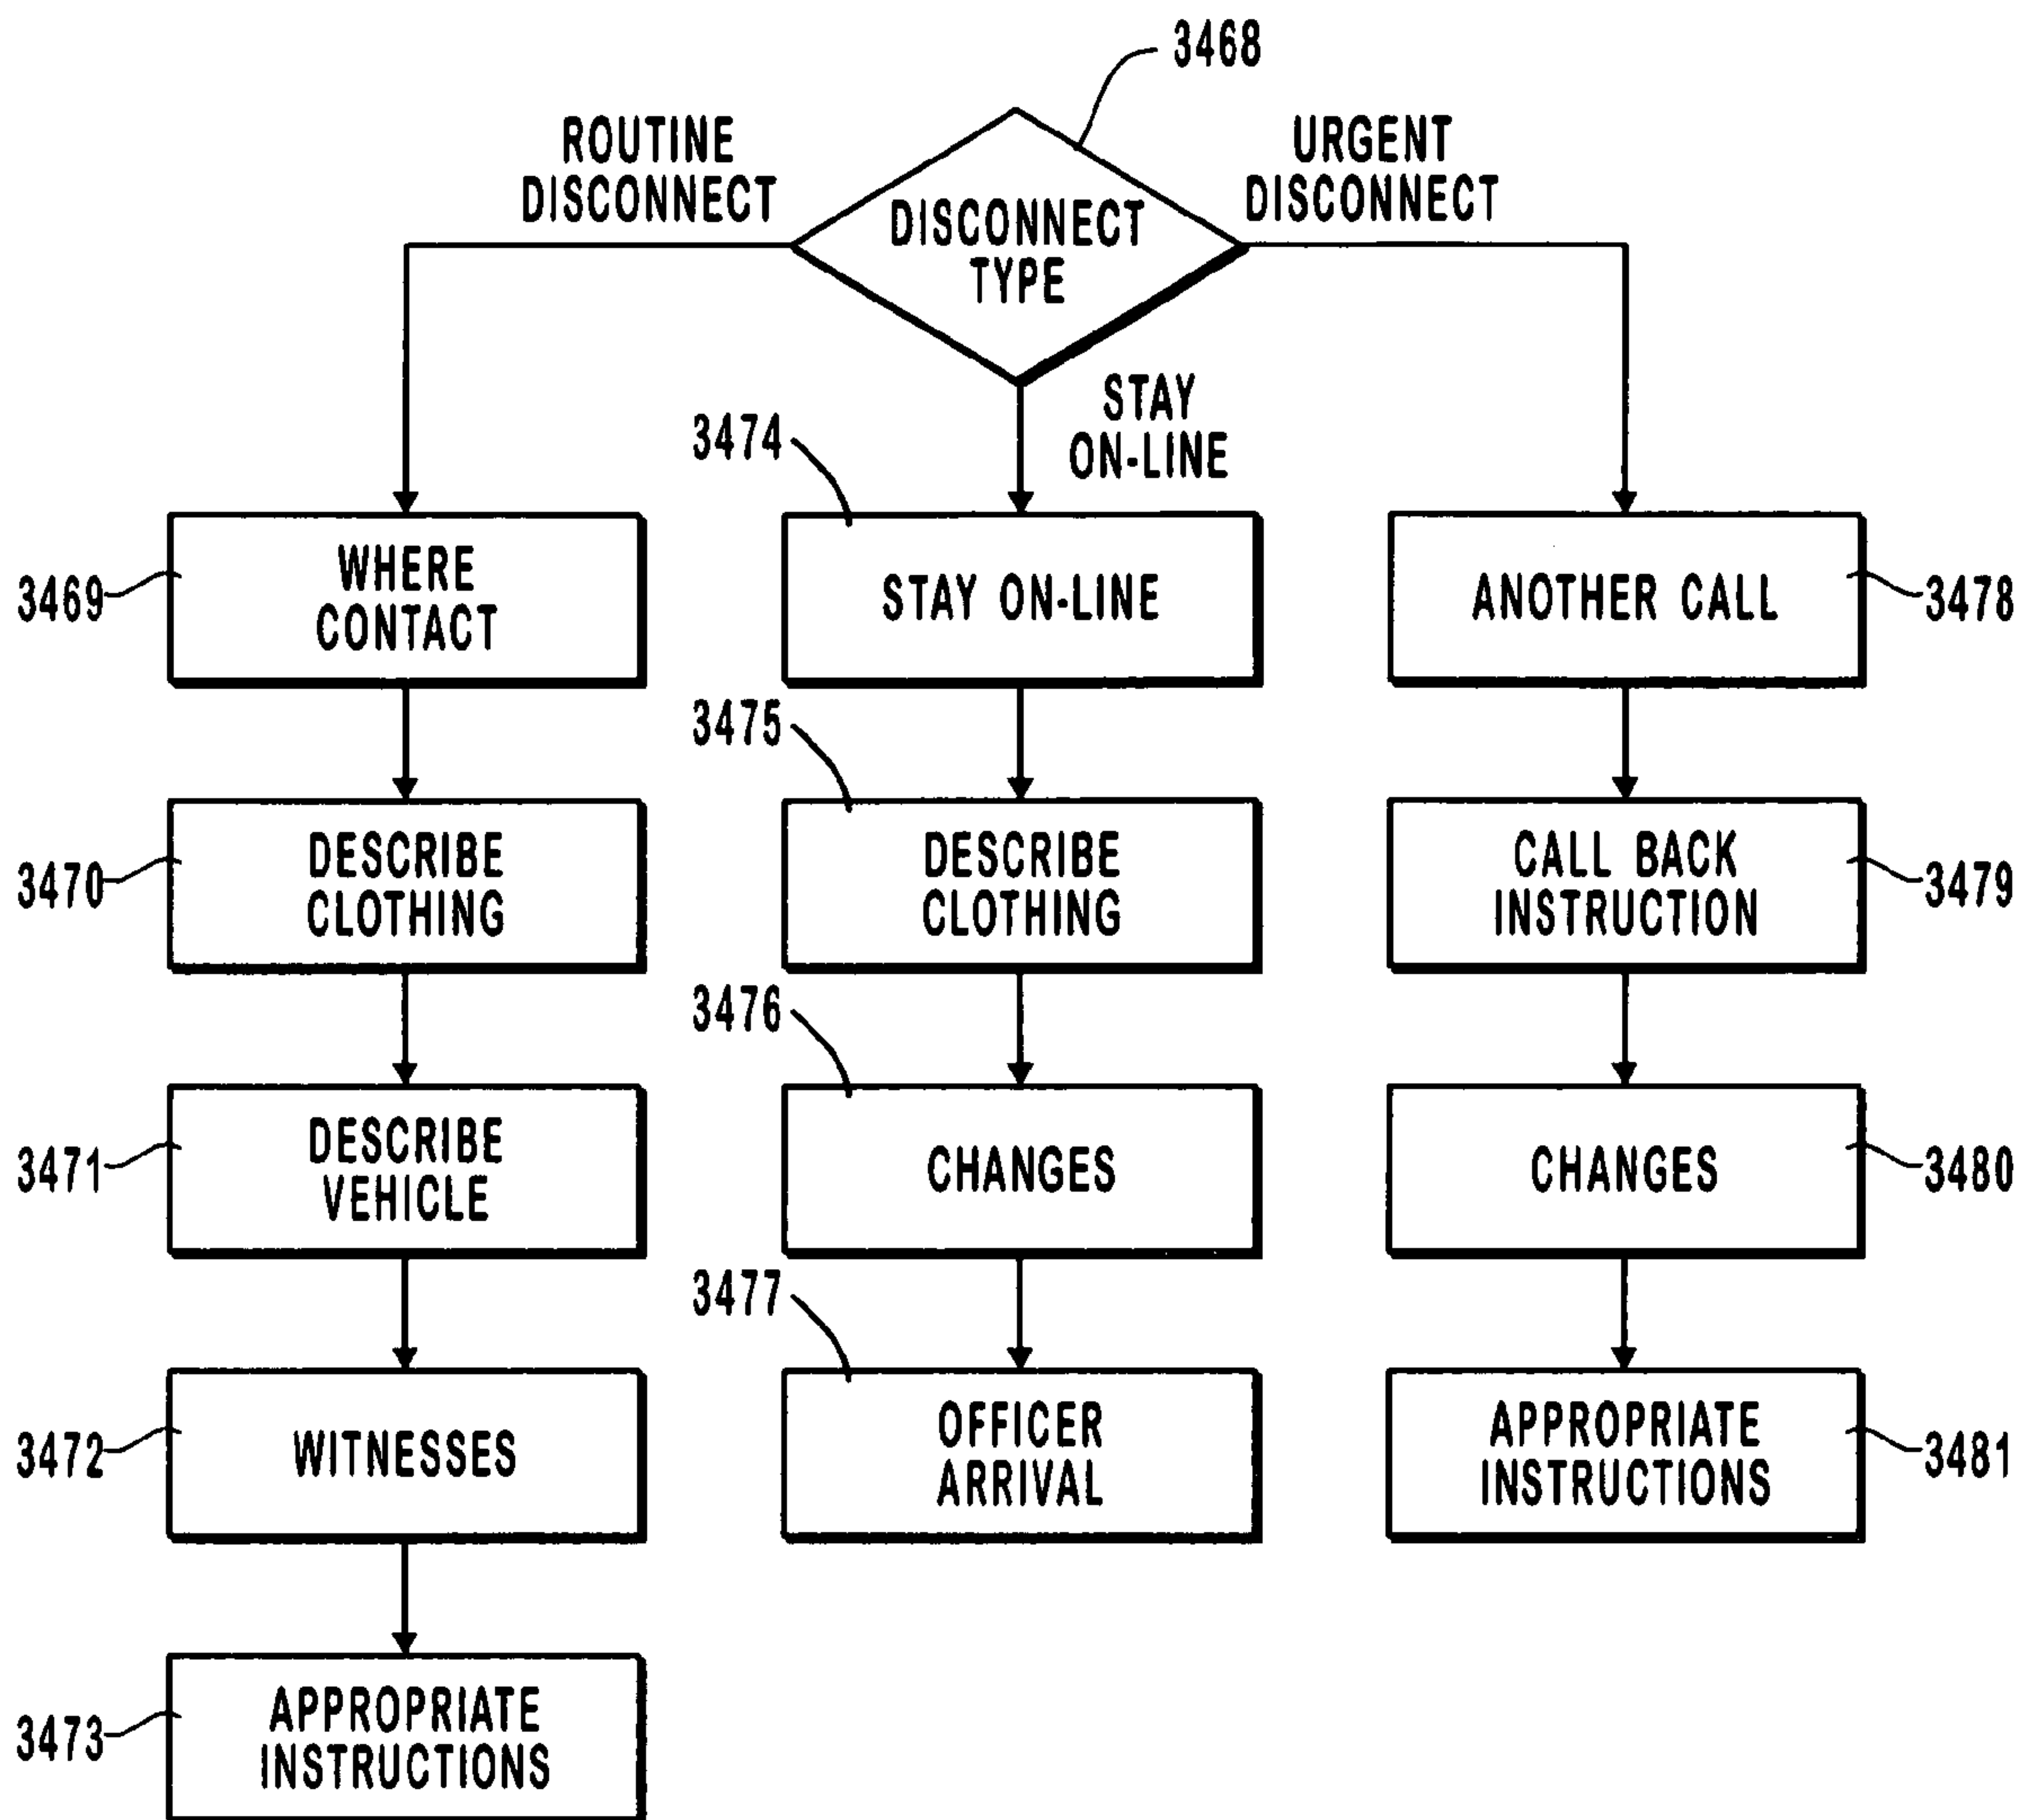 3468
ROUTINE
DISCONNECT
URGENT
DISCONNECT
DISCONNECT
TYPE
STAY
ON-LINE
3469
WHERE
CONTACT
3470
DESCRIBE
CLOTHING
3471
DESCRIBE
VEHICLE
3472
WITNESSES
3473
APPROPRIATE
INSTRUCTIONS
3474
STAY ON-LINE
3475
DESCRIBE
CLOTHING
3476
CHANGES
3477
OFFICER
ARRIVAL
ANOTHER CALL
3478
CALL BACK
INSTRUCTION
3479
CHANGES
3480
APPROPRIATE
INSTRUCTIONS
3481